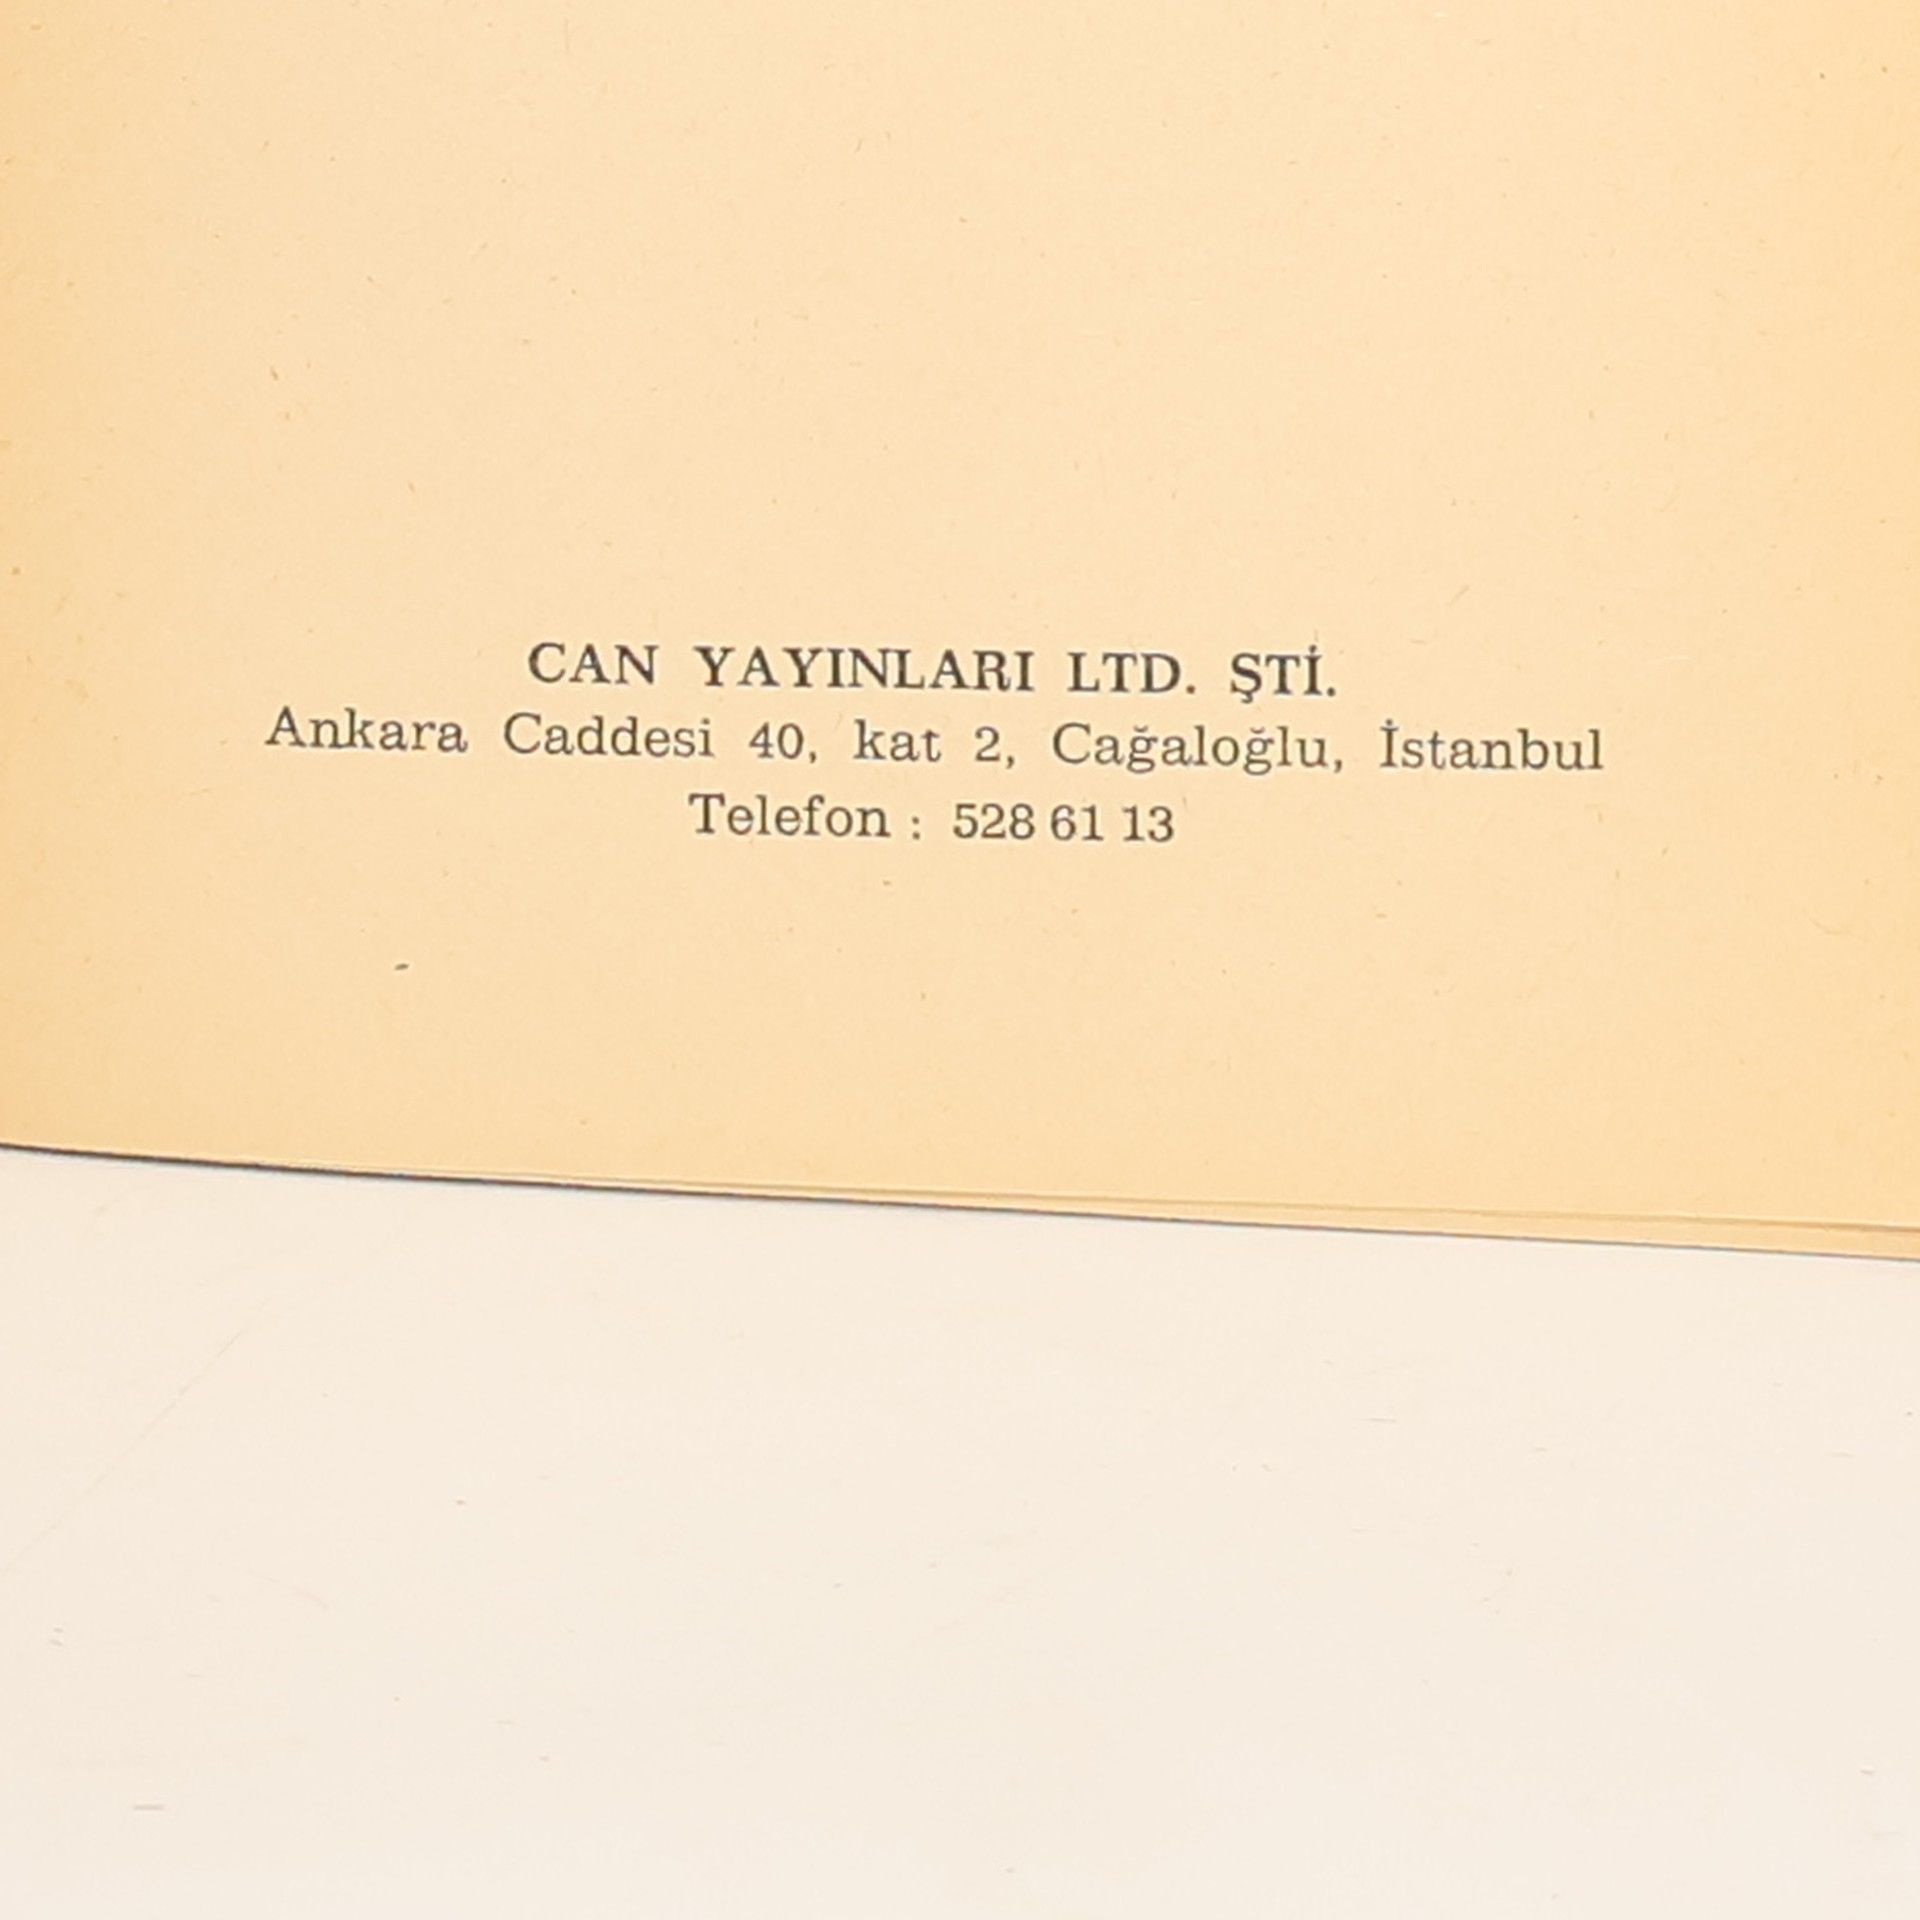 CAN YAYINLARI LTD. ŞTİ.
Ankara Caddesi 40, kat 2, Cağaloğlu, İstanbul
Telefon : 528 61 13